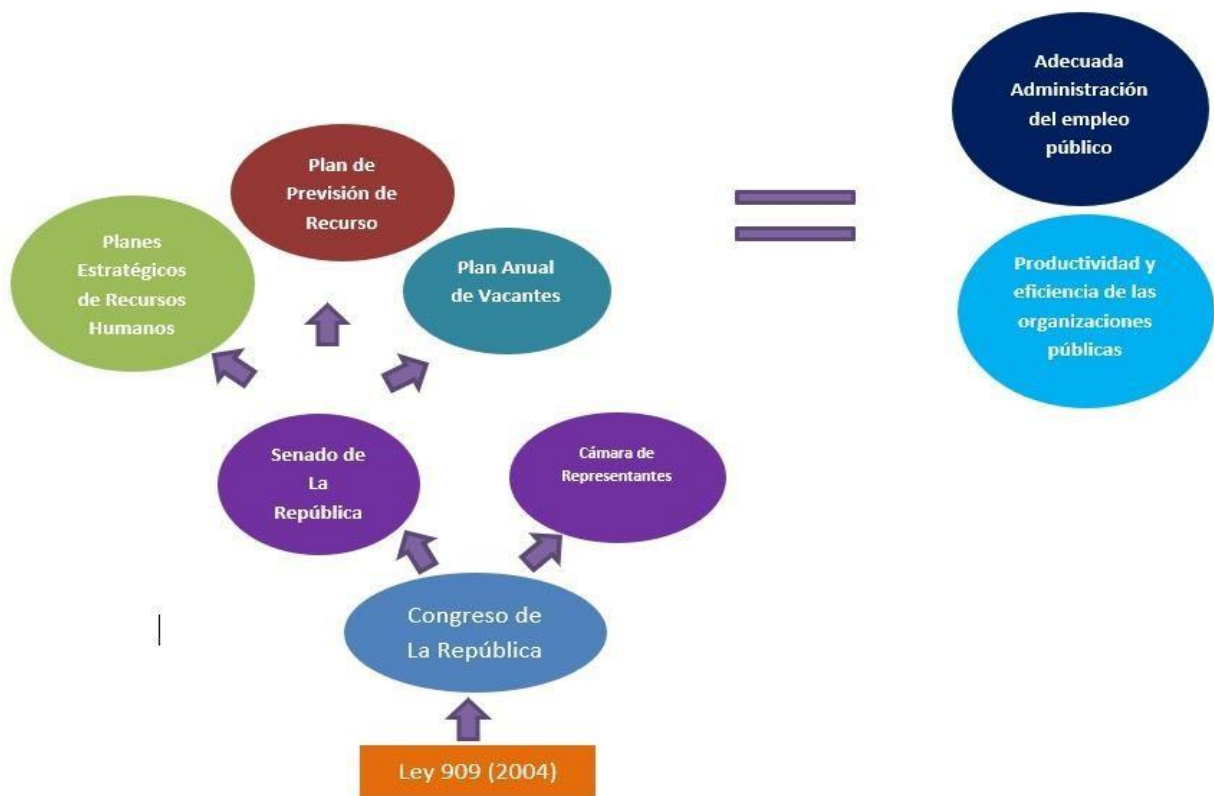 Adecuada
Administración
del empleo
público
Plan de
Previsión de
Recurso
Planes
Estratégicos
de Recursos
Humanos
Plan Anual
de Vacantes
Productividad y
eficiencia de las
organizaciones
públicas
Senado de
La
República
Cámara de
Representantes
Congreso de
La República
Ley 909 (2004)